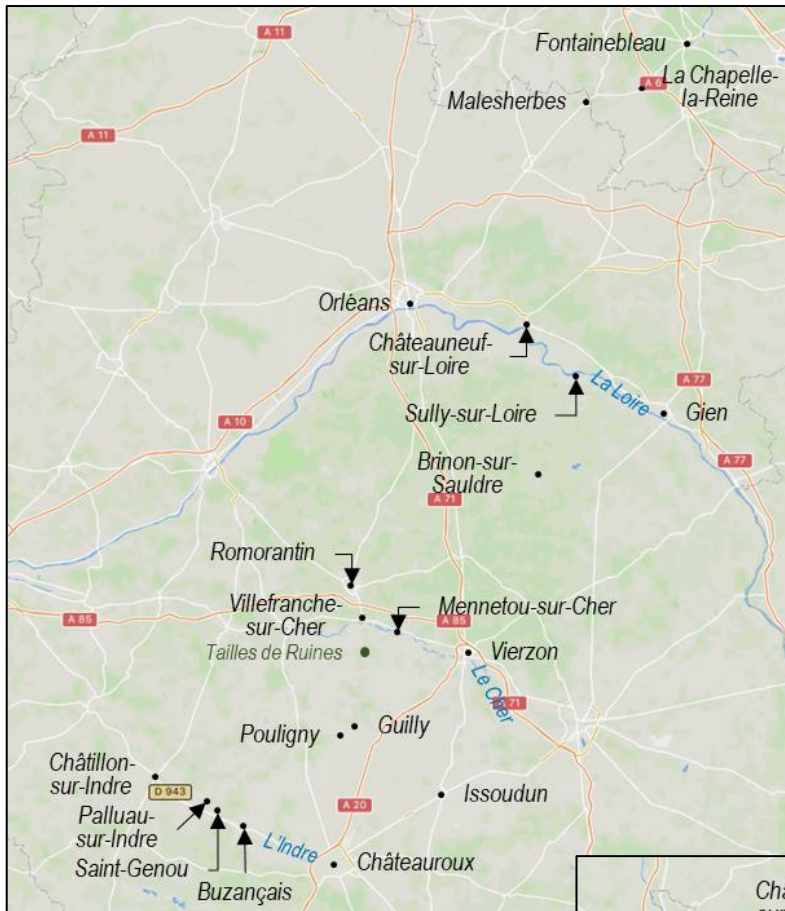 A 11
Fontainebleau
A 6
La Chapelle-
la-Reine
Malesherbes
A 11
Orléans
Châteauneuf-
sur-Loire
La Loire
A 77
Sully-sur-Loire
Gien
A 10
Brinon-sur-
Sauldre
A 77
A 71
Romorantin
Villefranche-
sur-Cher
Mennetou-sur-Cher
A 85
A 85
Tailles de Ruines
Vierzon
Le Cher
A 71
Pouligny
Guilly
Châtillon-
sur-Indre
D 943
Issoudun
A 20
Palluau-
sur-Indre
L'Indre
Saint-Genou
Châteauroux
Buzançais